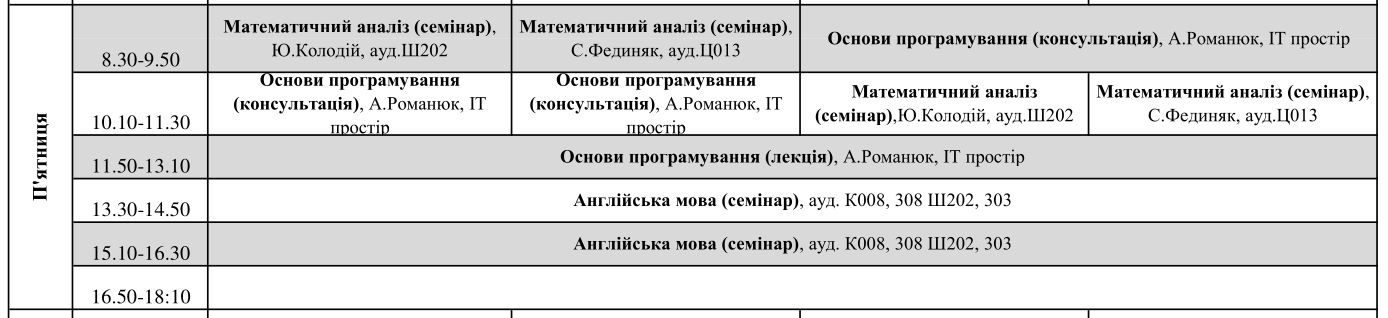 П'ятниця
8.30-9.50
Математичний аналіз (семінар),
Ю.Колодій, ауд.Ш202
Математичний аналіз (семінар),
С.Фединяк, ауд.Ц013
Основи програмування (консультація), А.Романюк, ІТ простір
10.10-11.30
Основи програмування
(консультація), А.Романюк, ІТ
простір
Основи програмування
(консультація), А.Романюк, ІТ
простір
Математичний аналіз
(семінар),Ю.Колодій, ауд.Ш202
Математичний аналіз (семінар),
С.Фединяк, ауд.Ц013
11.50-13.10
Основи програмування (лекція), А.Романюк, ІТ простір
13.30-14.50
Англійська мова (семінар), ауд. К008, 308 Ш202, 303
15.10-16.30
Англійська мова (семінар), ауд. К008, 308 Ш202, 303
16.50-18:10